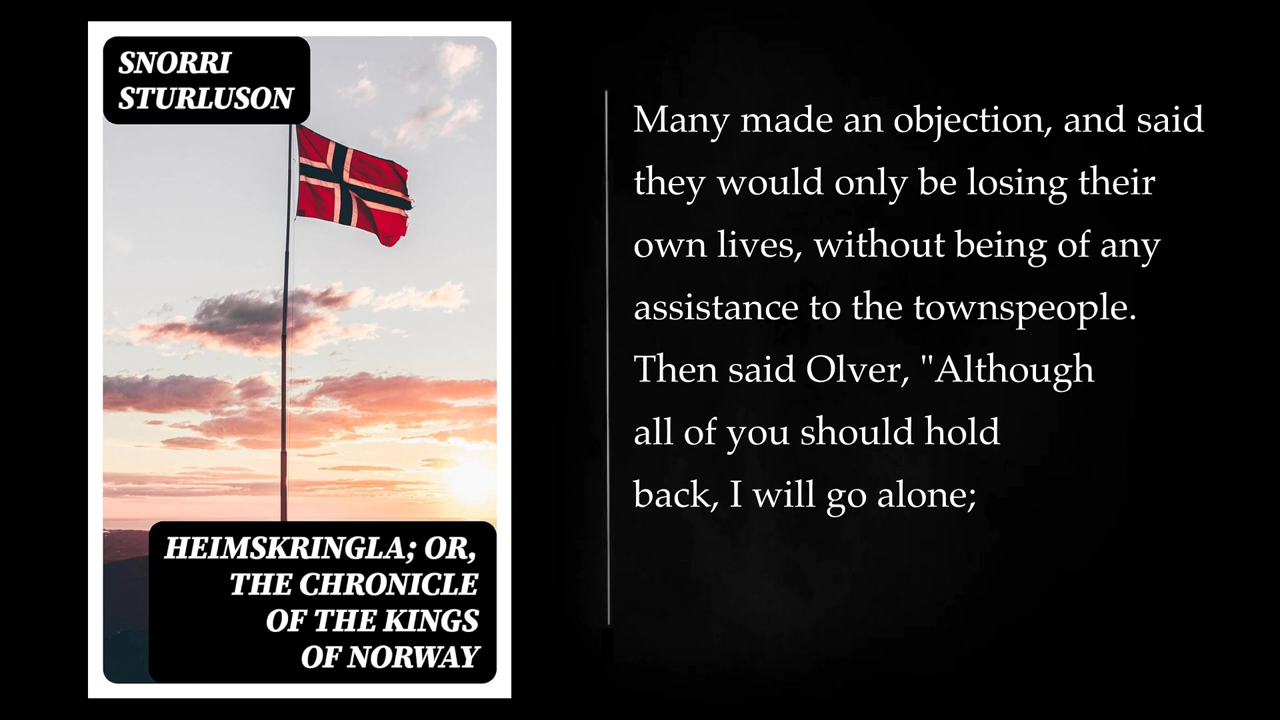 SNORRI
STURLUSON
HEIMSKRINGLA; OR,
THE CHRONICLE
OF THE KINGS
OF NORWAY
Many made an objection, and said
they would only be losing their
own lives, without being of any
assistance to the townspeople.
Then said Olver, "Although
all of you should hold
back, I will go alone;